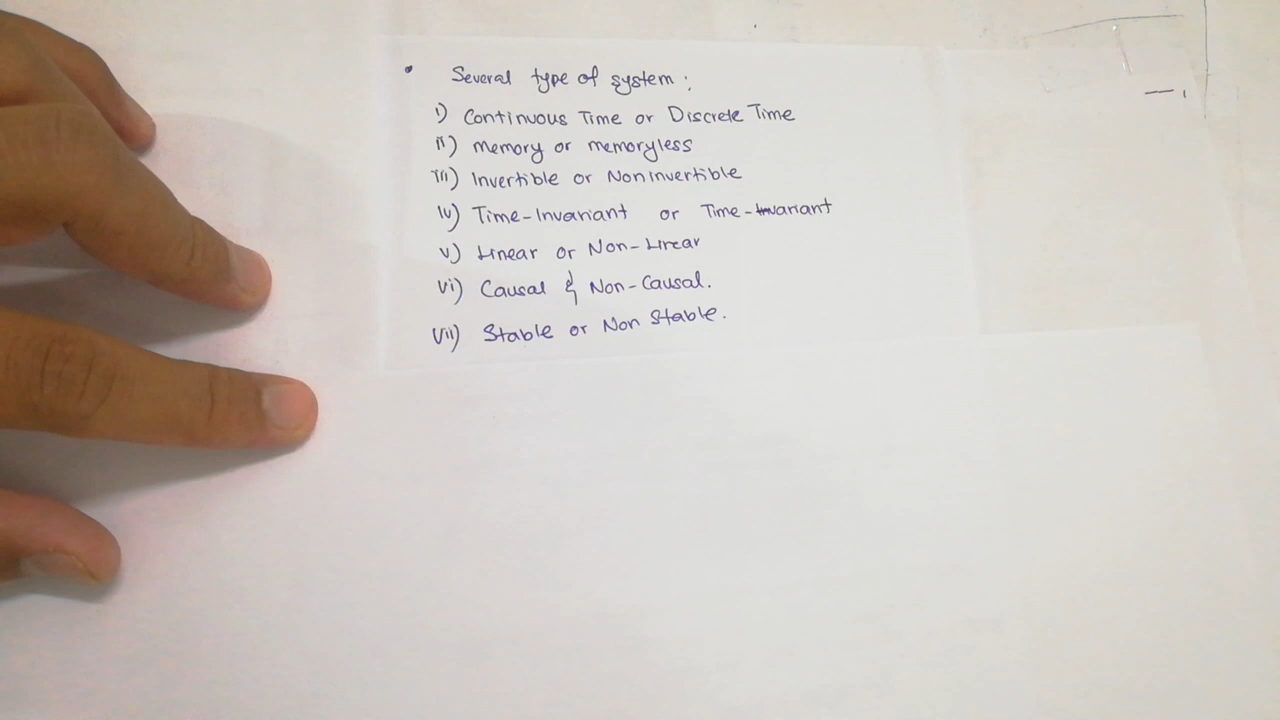 • Several type of system :
i) Continuous Time or Discrete Time
ii) memory or memoryless
iii) Invertible or Noninvertible
iv) Time-Invariant or Time-variant
v) Linear or Non-Linear
vi) Causal & Non-Causal.
vii) Stable or Non Stable.